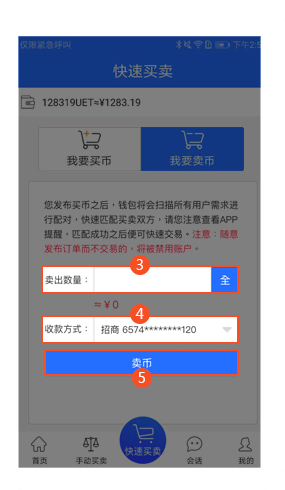 仅限紧急呼叫 下午2:5
快速买卖
128319UET≈¥1283.19
我要买币 我要卖币
您发布买币之后，钱包将会扫描所有用户需求进
行配对，快速匹配买卖双方，请您注意查看APP
提醒，匹配成功之后便可快速交易。注意：随意
发布订单而不交易的，将被禁用账户。
3
卖出数量： 全
≈¥0
4
收款方式： 招商 6574********120
卖币
5
首页 手动买卖 快速买卖 会话 我的